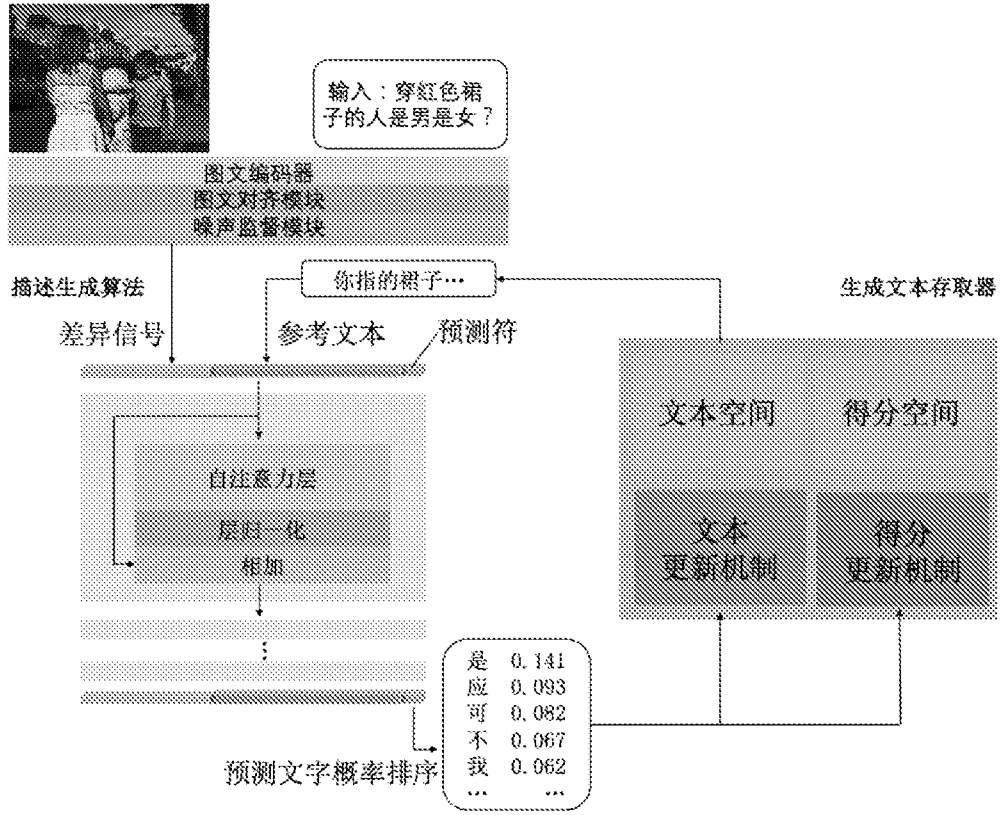 输入：穿红色裙
子的人是男是女？
图文编码器
图文对齐模块
噪声监督模块
描述生成算法
你指的裙子…
生成文本存取器
差异信号
参考文本
预测符
文本空间
得分空间
自注意力层
层归一化
相加
文本
更新机制
得分
更新机制
⋮
是 0.141
应 0.093
可 0.082
不 0.067
我 0.062
… …
预测文字概率排序